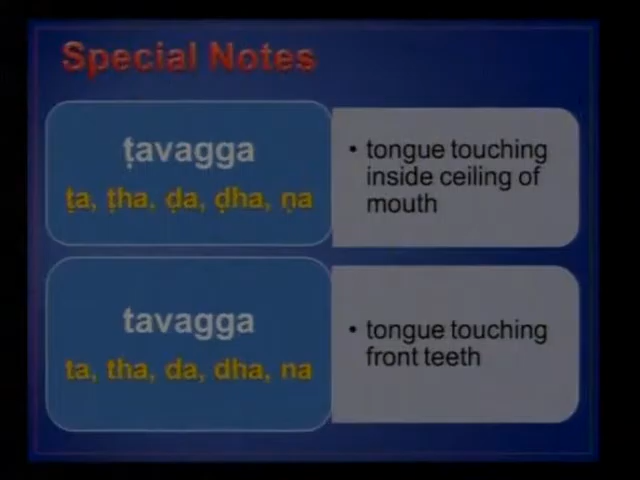 Special Notes
ṭavagga
ṭa, ṭha, ḍa, ḍha, ṇa
• tongue touching
inside ceiling of
mouth
tavagga
ta, tha, da, dha, na
• tongue touching
front teeth